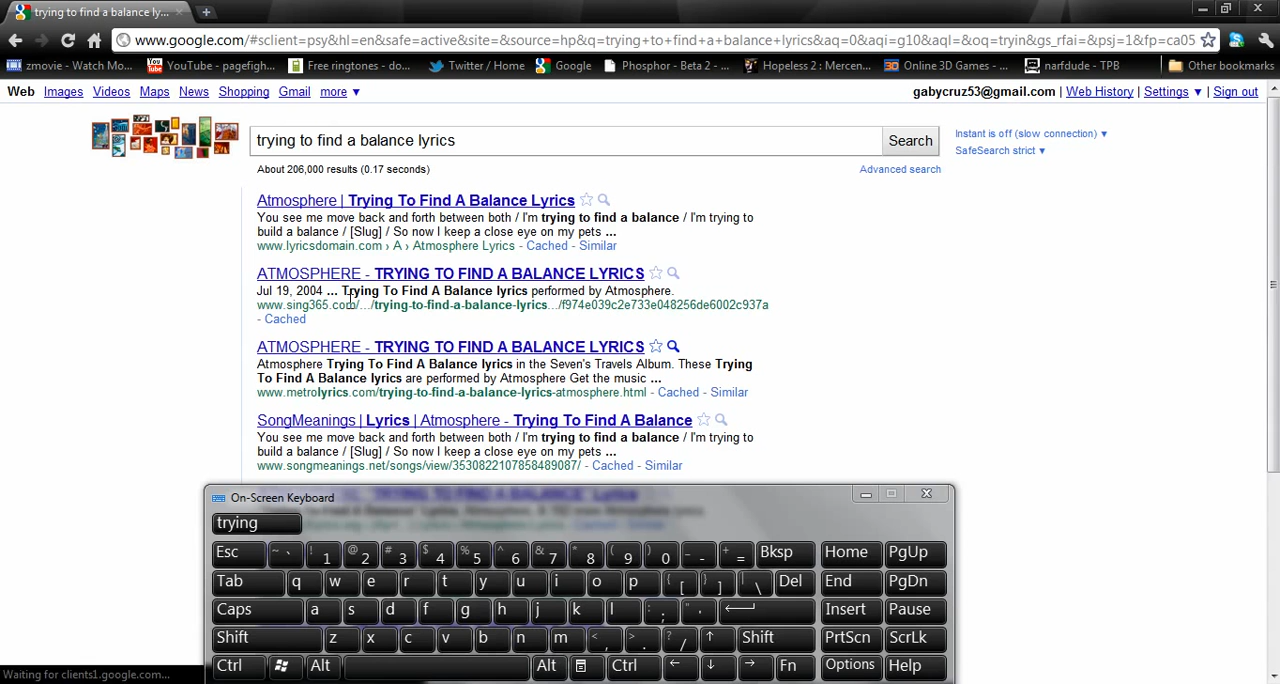 trying to find a balance ly...
www.google.com/#sclient=psy&hl=en&safe=active&site=&source=hp&q=trying+to+find+a+balance+lyrics&aq=0&aqi=g10&aql=&oq=tryin&gs_rfai=&psj=1&fp=ca05
zmovie - Watch Mo... YouTube - pagefigh... Free ringtones - do... Twitter / Home Google Phosphor - Beta 2 - ... Hopeless 2 : Mercen... Online 3D Games - ... narfdude - TPB Other bookmarks
Web Images Videos Maps News Shopping Gmail more ▼ gabycruz53@gmail.com | Web History | Settings ▼ | Sign out
trying to find a balance lyrics Search Instant is off (slow connection) ▼
SafeSearch strict ▼
About 206,000 results (0.17 seconds) Advanced search
Atmosphere | Trying To Find A Balance Lyrics
You see me move back and forth between both / I'm trying to find a balance / I'm trying to
build a balance / [Slug] / So now I keep a close eye on my pets ...
www.lyricsdomain.com › A › Atmosphere Lyrics - Cached - Similar
ATMOSPHERE - TRYING TO FIND A BALANCE LYRICS
Jul 19, 2004 ... Trying To Find A Balance lyrics performed by Atmosphere.
www.sing365.com/.../trying-to-find-a-balance-lyrics.../f974e039c2e733e048256de6002c937a
- Cached
ATMOSPHERE - TRYING TO FIND A BALANCE LYRICS
Atmosphere Trying To Find A Balance lyrics in the Seven's Travels Album. These Trying
To Find A Balance lyrics are performed by Atmosphere Get the music ...
www.metrolyrics.com/trying-to-find-a-balance-lyrics-atmosphere.html - Cached - Similar
SongMeanings | Lyrics | Atmosphere - Trying To Find A Balance
You see me move back and forth between both / I'm trying to find a balance / I'm trying to
build a balance / [Slug] / So now I keep a close eye on my pets ...
www.songmeanings.net/songs/view/3530822107858489087/ - Cached - Similar
On-Screen Keyboard
trying
Esc ~ ` ! 1 @ 2 # 3 $ 4 % 5 ^ 6 & 7 * 8 ( 9 ) 0 _ - + = Bksp Home PgUp
Tab q w e r t y u i o p { [ } ] | \ Del End PgDn
Caps a s d f g h j k l : ; " ' Insert Pause
Shift z x c v b n m < , > . ? / ↑ Shift PrtScn ScrLk
Ctrl Alt Alt Ctrl ← ↓ → Fn Options Help
Waiting for clients1.google.com...